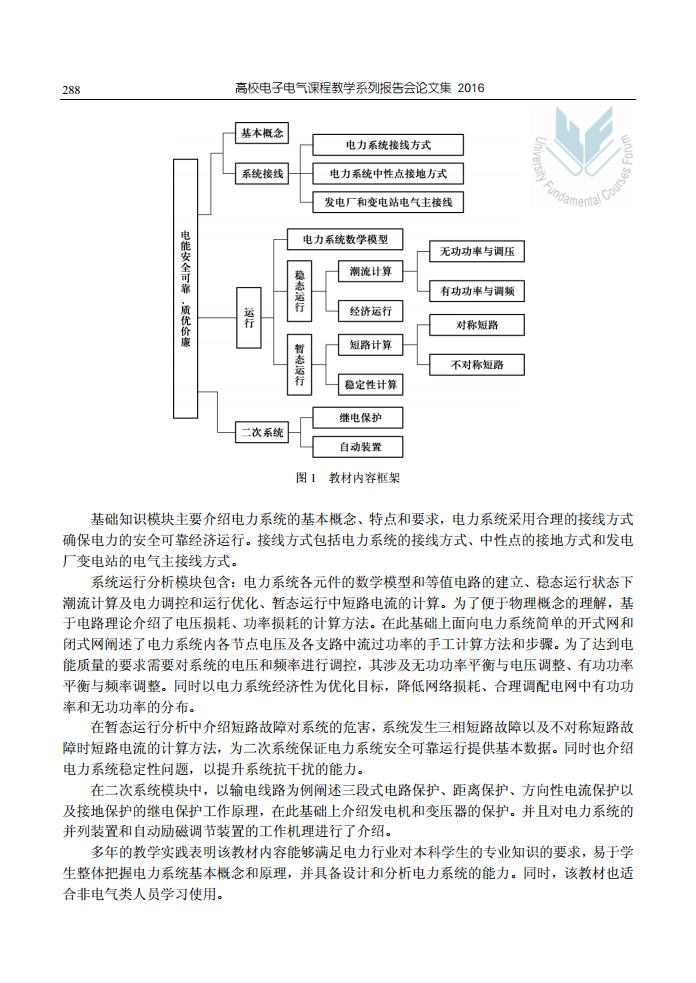 288
高校电子电气课程教学系列报告会论文集 2016
University Fundamental Courses Forum
基本概念
系统接线
电力系统接线方式
电力系统中性点接地方式
发电厂和变电站电气主接线
电能安全可靠、质优价廉
运行
电力系统数学模型
稳态运行
潮流计算
无功功率与调压
有功功率与调频
经济运行
暂态运行
短路计算
对称短路
不对称短路
稳定性计算
二次系统
继电保护
自动装置
图 1 教材内容框架
基础知识模块主要介绍电力系统的基本概念、特点和要求，电力系统采用合理的接线方式
确保电力的安全可靠经济运行。接线方式包括电力系统的接线方式、中性点的接地方式和发电
厂变电站的电气主接线方式。
系统运行分析模块包含：电力系统各元件的数学模型和等值电路的建立、稳态运行状态下
潮流计算及电力调控和运行优化、暂态运行中短路电流的计算。为了便于物理概念的理解，基
于电路理论介绍了电压损耗、功率损耗的计算方法。在此基础上面向电力系统简单的开式网和
闭式网阐述了电力系统内各节点电压及各支路中流过功率的手工计算方法和步骤。为了达到电
能质量的要求需要对系统的电压和频率进行调控，其涉及无功功率平衡与电压调整、有功功率
平衡与频率调整。同时以电力系统经济性为优化目标，降低网络损耗、合理调配电网中有功功
率和无功功率的分布。
在暂态运行分析中介绍短路故障对系统的危害，系统发生三相短路故障以及不对称短路故
障时短路电流的计算方法，为二次系统保证电力系统安全可靠运行提供基本数据。同时也介绍
电力系统稳定性问题，以提升系统抗干扰的能力。
在二次系统模块中，以输电线路为例阐述三段式电路保护、距离保护、方向性电流保护以
及接地保护的继电保护工作原理，在此基础上介绍发电机和变压器的保护。并且对电力系统的
并列装置和自动励磁调节装置的工作机理进行了介绍。
多年的教学实践表明该教材内容能够满足电力行业对本科学生的专业知识的要求，易于学
生整体把握电力系统基本概念和原理，并具备设计和分析电力系统的能力。同时，该教材也适
合非电气类人员学习使用。